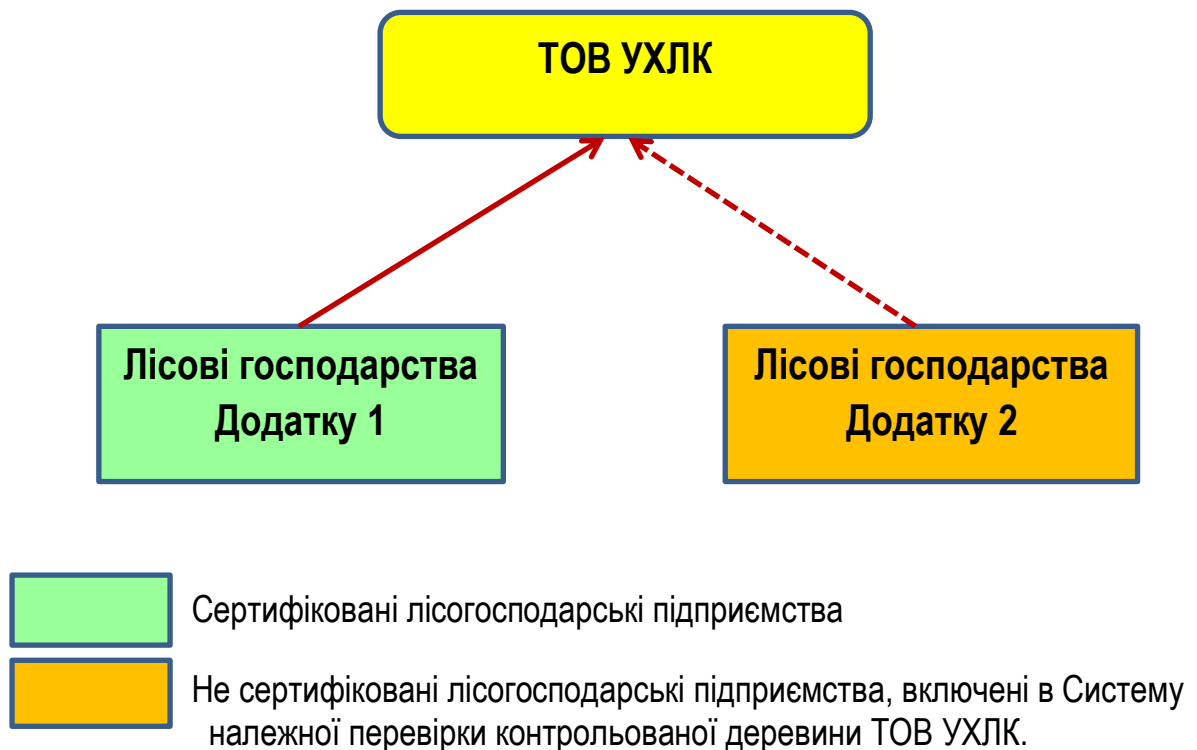 ТОВ УХЛК
Лісові господарства
Додатку 1
Лісові господарства
Додатку 2
Сертифіковані лісогосподарські підприємства
Не сертифіковані лісогосподарські підприємства, включені в Систему
належної перевірки контрольованої деревини ТОВ УХЛК.